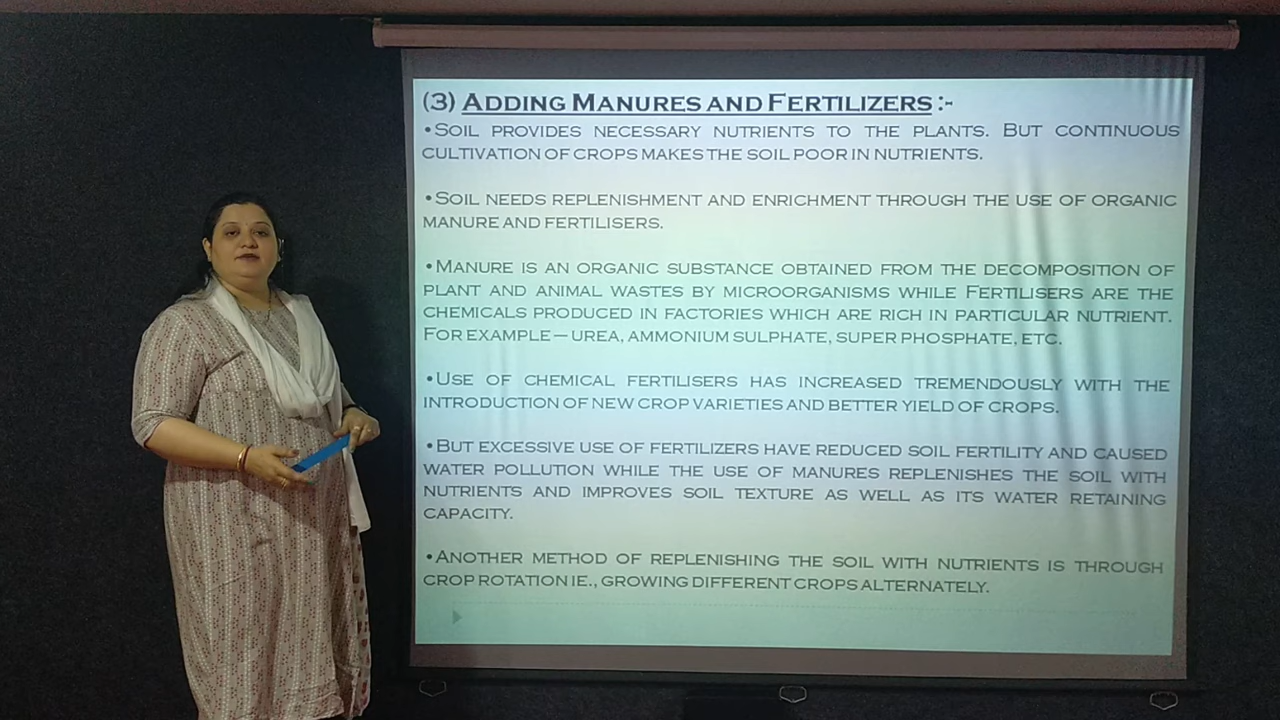 (3) ADDING MANURES AND FERTILIZERS :-
•SOIL PROVIDES NECESSARY NUTRIENTS TO THE PLANTS. BUT CONTINUOUS
CULTIVATION OF CROPS MAKES THE SOIL POOR IN NUTRIENTS.
•SOIL NEEDS REPLENISHMENT AND ENRICHMENT THROUGH THE USE OF ORGANIC
MANURE AND FERTILISERS.
•MANURE IS AN ORGANIC SUBSTANCE OBTAINED FROM THE DECOMPOSITION OF
PLANT AND ANIMAL WASTES BY MICROORGANISMS WHILE FERTILISERS ARE THE
CHEMICALS PRODUCED IN FACTORIES WHICH ARE RICH IN PARTICULAR NUTRIENT.
FOR EXAMPLE – UREA, AMMONIUM SULPHATE, SUPER PHOSPHATE, ETC.
•USE OF CHEMICAL FERTILISERS HAS INCREASED TREMENDOUSLY WITH THE
INTRODUCTION OF NEW CROP VARIETIES AND BETTER YIELD OF CROPS.
•BUT EXCESSIVE USE OF FERTILIZERS HAVE REDUCED SOIL FERTILITY AND CAUSED
WATER POLLUTION WHILE THE USE OF MANURES REPLENISHES THE SOIL WITH
NUTRIENTS AND IMPROVES SOIL TEXTURE AS WELL AS ITS WATER RETAINING
CAPACITY.
•ANOTHER METHOD OF REPLENISHING THE SOIL WITH NUTRIENTS IS THROUGH
CROP ROTATION IE., GROWING DIFFERENT CROPS ALTERNATELY.